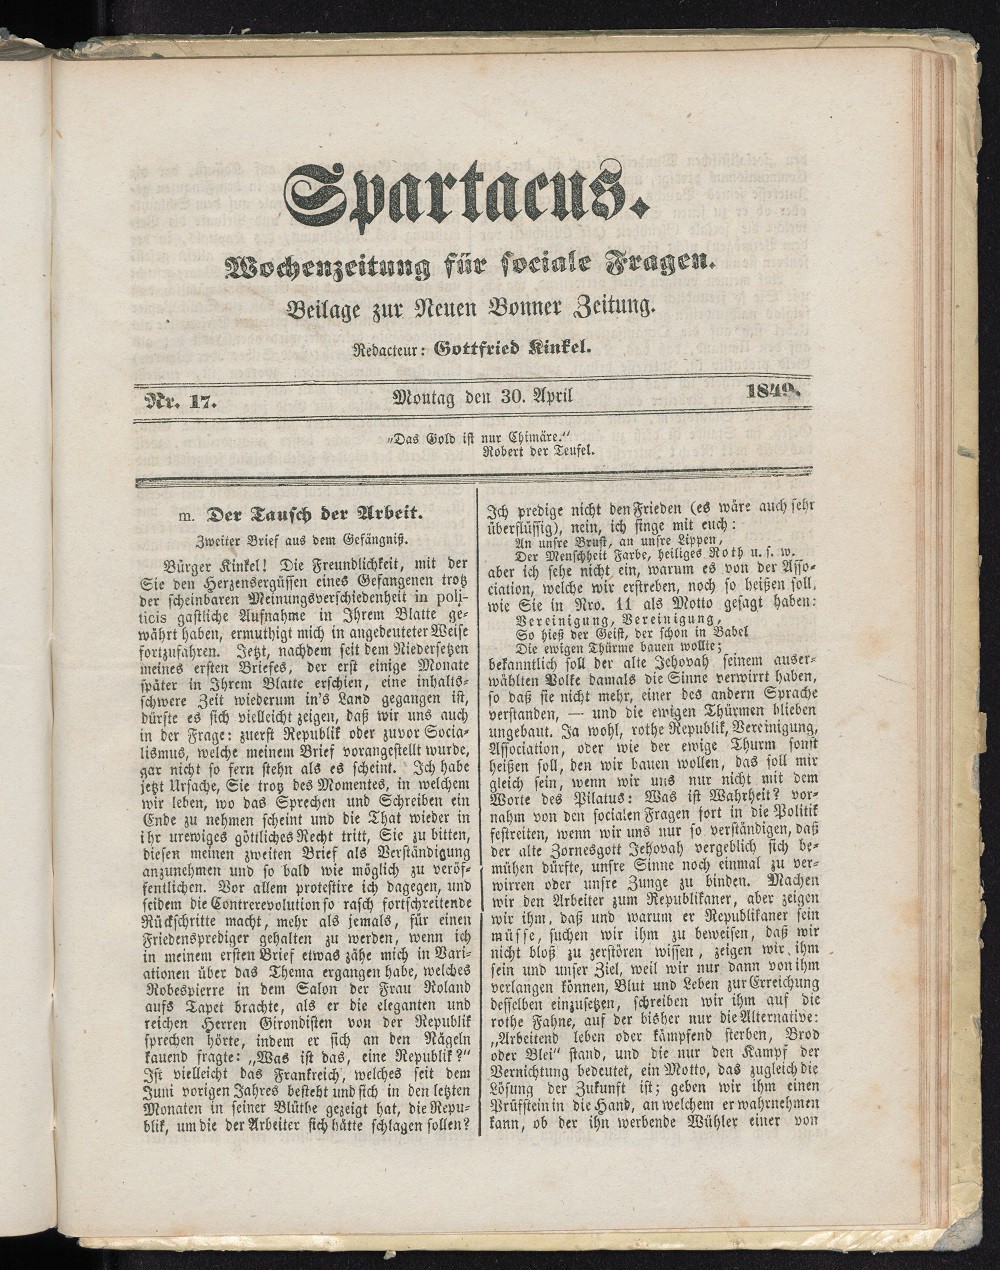 Spartacus.
Wochenzeitung für sociale Fragen.
Beilage zur Neuen Bonner Zeitung.
Redacteur: Gottfried Kinkel.
Nr. 17. Montag den 30. April 1849.
„Das Gold ist nur Chimäre."
Robert der Teufel.
m. Der Tausch der Arbeit.
Zweiter Brief aus dem Gefängniß.
Bürger Kinkel! Die Freundlichkeit, mit der
Sie den Herzensergüssen eines Gefangenen trotz
der scheinbaren Meinungsverschiedenheit in poli-
ticis gastliche Aufnahme in Ihrem Blatte ge-
währt haben, ermuthigt mich in angedeuteter Weise
fortzufahren. Jetzt, nachdem seit dem Niedersetzen
meines ersten Briefes, der erst einige Monate
später in Ihrem Blatte erschien, eine inhalts-
schwere Zeit wiederum in's Land gegangen ist,
dürfte es sich vielleicht zeigen, daß wir uns auch
in der Frage: zuerst Republik oder zuvor Socia-
lismus, welche meinem Brief vorangestellt wurde,
gar nicht so fern stehn als es scheint. Ich habe
jetzt Ursache, Sie trotz des Momentes, in welchem
wir leben, wo das Sprechen und Schreiben ein
Ende zu nehmen scheint und die That wieder in
ihr urewiges göttliches Recht tritt, Sie zu bitten,
diesen meinen zweiten Brief als Verständigung
anzunehmen und so bald wie möglich zu veröf-
fentlichen. Vor allem protestire ich dagegen, und
seidem die Contrerevolution so rasch fortschreitende
Rückschritte macht, mehr als jemals, für einen
Friedensprediger gehalten zu werden, wenn ich
in meinem ersten Brief etwas zähe mich in Vari-
ationen über das Thema ergangen habe, welches
Robespierre in dem Salon der Frau Roland
aufs Tapet brachte, als er die eleganten und
reichen Herren Girondisten von der Republik
sprechen hörte, indem er sich an den Nägeln
kauend fragte: „Was ist das, eine Republik?"
Ist vielleicht das Frankreich, welches seit dem
Juni vorigen Jahres besteht und sich in den letzten
Monaten in seiner Blüthe gezeigt hat, die Repu-
blik, um die der Arbeiter sich hätte schlagen sollen?
Ich predige nicht den Frieden (es wäre auch sehr
überflüssig), nein, ich singe mit euch:
An unsre Brust, an unsre Lippen,
Der Menschheit Farbe, heiliges Roth u. s. w.
aber ich sehe nicht ein, warum es von der Asso-
ciation, welche wir erstreben, noch so heißen soll,
wie Sie in Nro. 11 als Motto gesagt haben:
Vereinigung, Vereinigung,
So hieß der Geist, der schon in Babel
Die ewigen Thürme bauen wollte;
bekanntlich soll der alte Jehovah seinem auser-
wählten Volke damals die Sinne verwirrt haben,
so daß sie nicht mehr, einer des andern Sprache
verstanden, — und die ewigen Thürmen blieben
ungebaut. Ja wohl, rothe Republik, Vereinigung,
Association, oder wie der ewige Thurm sonst
heißen soll, den wir bauen wollen, das soll mir
gleich sein, wenn wir uns nur nicht mit dem
Worte des Pilatus: Was ist Wahrheit? vor-
nahm von den socialen Fragen fort in die Politik
festreiten, wenn wir uns nur so verständigen, daß
der alte Zornesgott Jehovah vergeblich sich be-
mühen dürfte, unsre Sinne noch einmal zu ver-
wirren oder unsre Zunge zu binden. Machen
wir den Arbeiter zum Republikaner, aber zeigen
wir ihm, daß und warum er Republikaner sein
müsse, suchen wir ihm zu beweisen, daß wir
nicht bloß zu zerstören wissen, zeigen wir ihm
sein und unser Ziel, weil wir nur dann von ihm
verlangen können, Blut und Leben zur Erreichung
desselben einzusetzen, schreiben wir ihm auf die
rothe Fahne, auf der bisher nur die Alternative:
„Arbeitend leben oder kämpfend sterben, Brod
oder Blei" stand, und die nur den Kampf der
Vernichtung bedeutet, ein Motto, das zugleich die
Lösung der Zukunft ist; geben wir ihm einen
Prüfstein in die Hand, an welchem er wahrnehmen
kann, ob der ihn werbende Wühler einer von